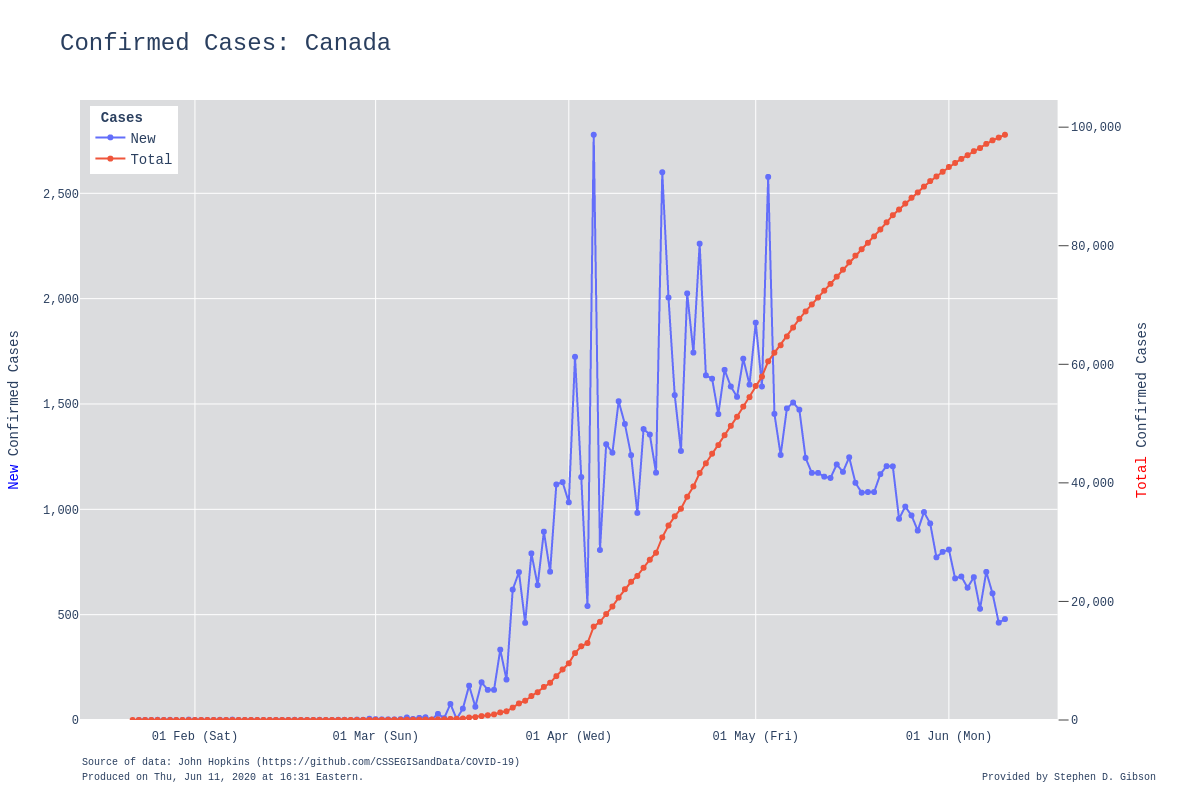 Confirmed Cases: Canada
Cases
New
Total
2,500
2,000
1,500
1,000
500
0
100,000
80,000
60,000
40,000
20,000
0
New Confirmed Cases
Total Confirmed Cases
01 Feb (Sat)
01 Mar (Sun)
01 Apr (Wed)
01 May (Fri)
01 Jun (Mon)
Source of data: John Hopkins (https://github.com/CSSEGISandData/COVID-19)
Produced on Thu, Jun 11, 2020 at 16:31 Eastern.
Provided by Stephen D. Gibson